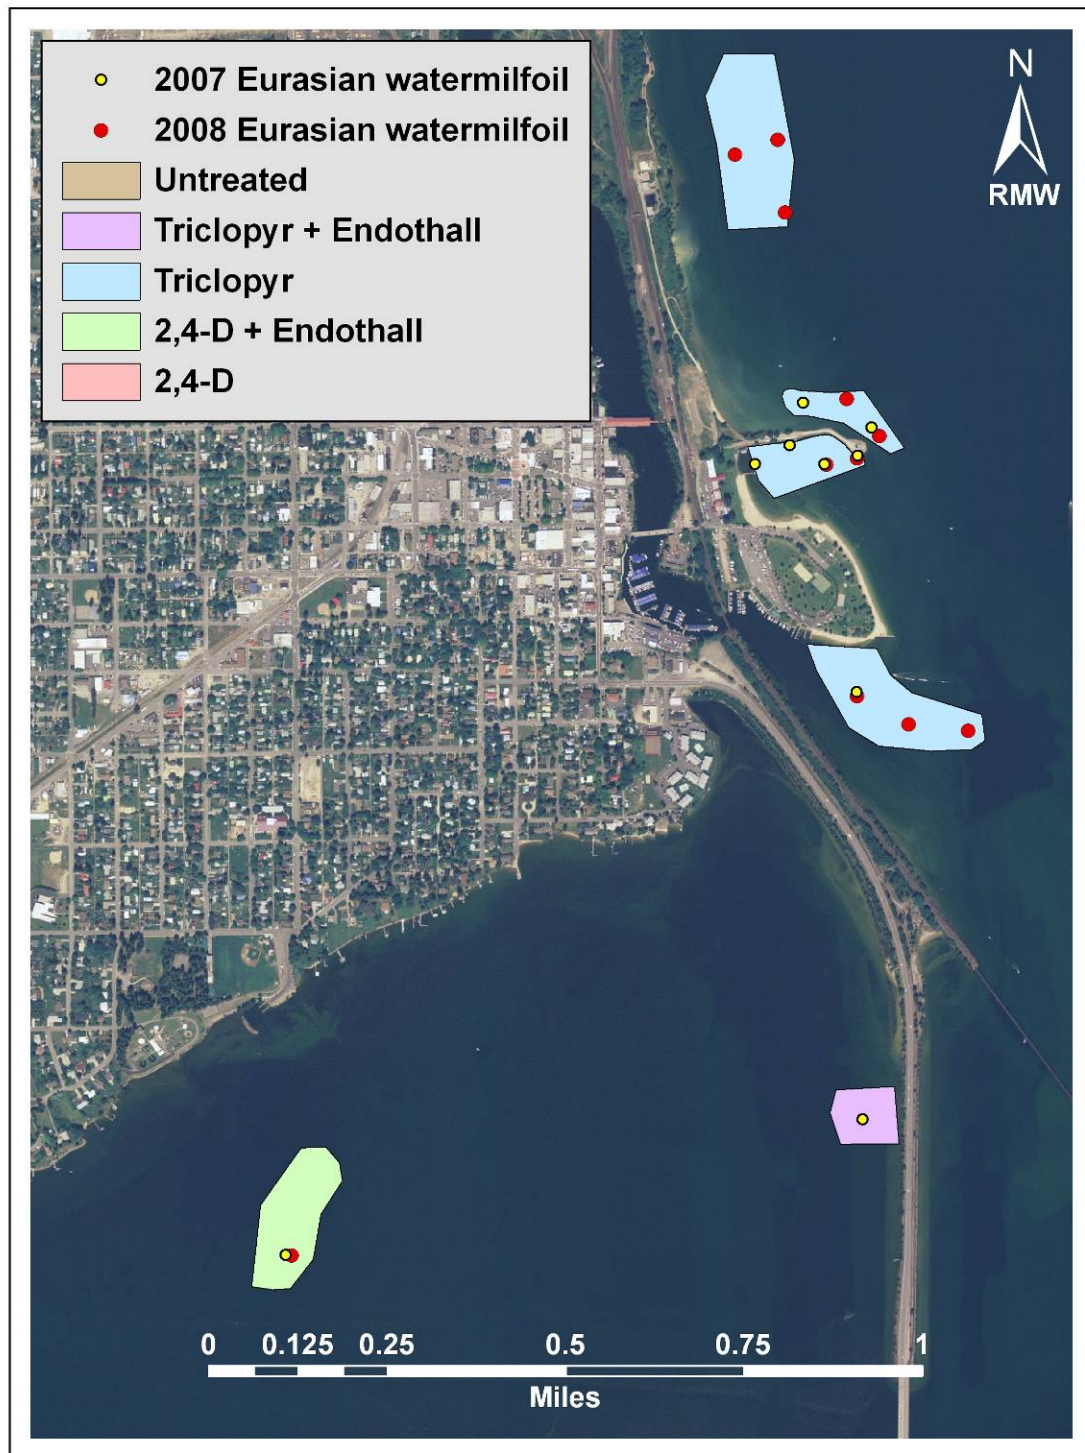 2007 Eurasian watermilfoil
2008 Eurasian watermilfoil
Untreated
Triclopyr + Endothall
Triclopyr
2,4-D + Endothall
2,4-D
N
RMW
0 0.125 0.25 0.5 0.75 1
Miles